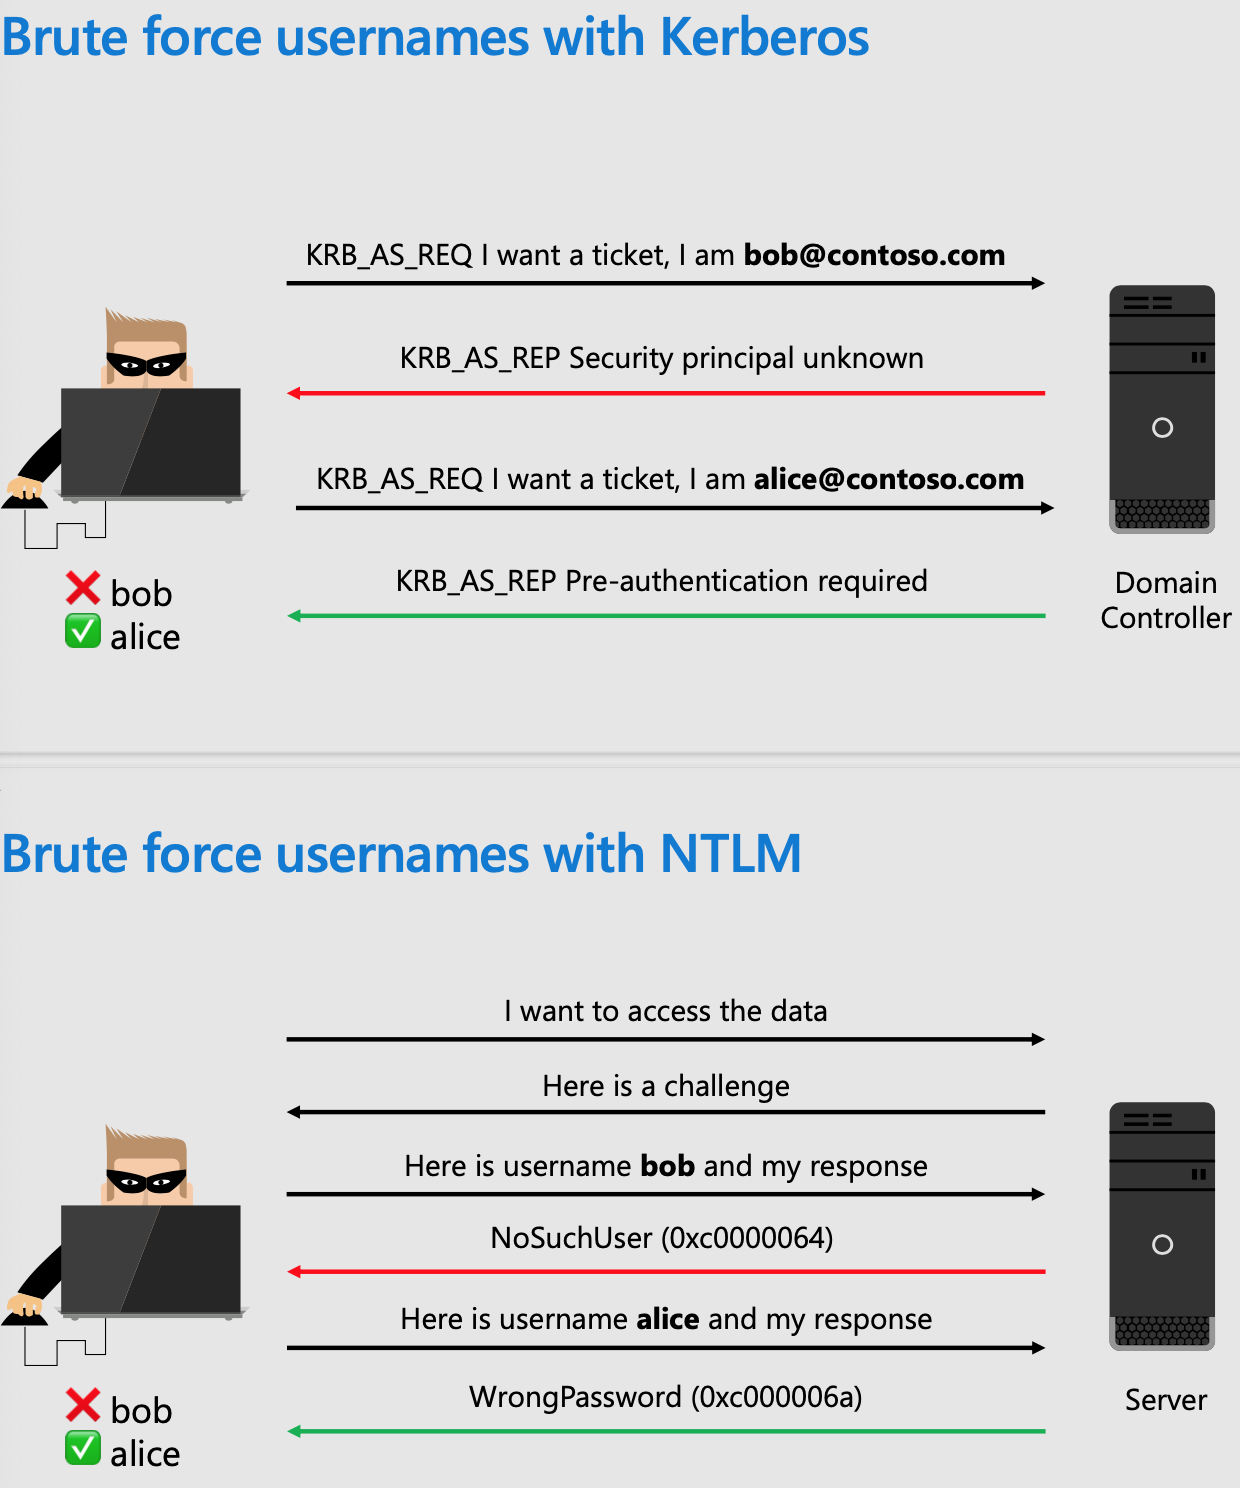 Brute force usernames with Kerberos
KRB_AS_REQ I want a ticket, I am bob@contoso.com
KRB_AS_REP Security principal unknown
KRB_AS_REQ I want a ticket, I am alice@contoso.com
KRB_AS_REP Pre-authentication required
bob
alice
Domain
Controller
Brute force usernames with NTLM
I want to access the data
Here is a challenge
Here is username bob and my response
NoSuchUser (0xc0000064)
Here is username alice and my response
WrongPassword (0xc000006a)
bob
alice
Server